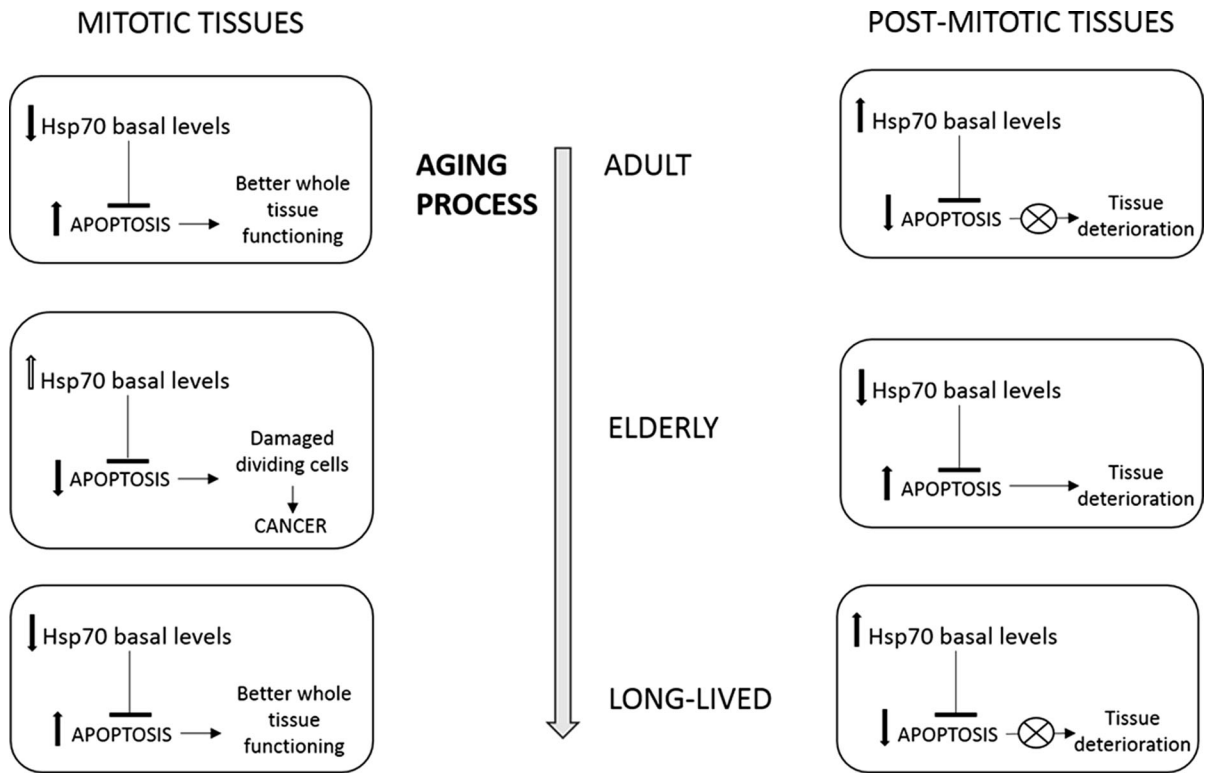 MITOTIC TISSUES
POST-MITOTIC TISSUES
Hsp70 basal levels
APOPTOSIS
Better whole
tissue
functioning
AGING
PROCESS
ADULT
Hsp70 basal levels
APOPTOSIS
Tissue
deterioration
Hsp70 basal levels
APOPTOSIS
Damaged
dividing cells
CANCER
ELDERLY
Hsp70 basal levels
APOPTOSIS
Tissue
deterioration
Hsp70 basal levels
APOPTOSIS
Better whole
tissue
functioning
LONG-LIVED
Hsp70 basal levels
APOPTOSIS
Tissue
deterioration